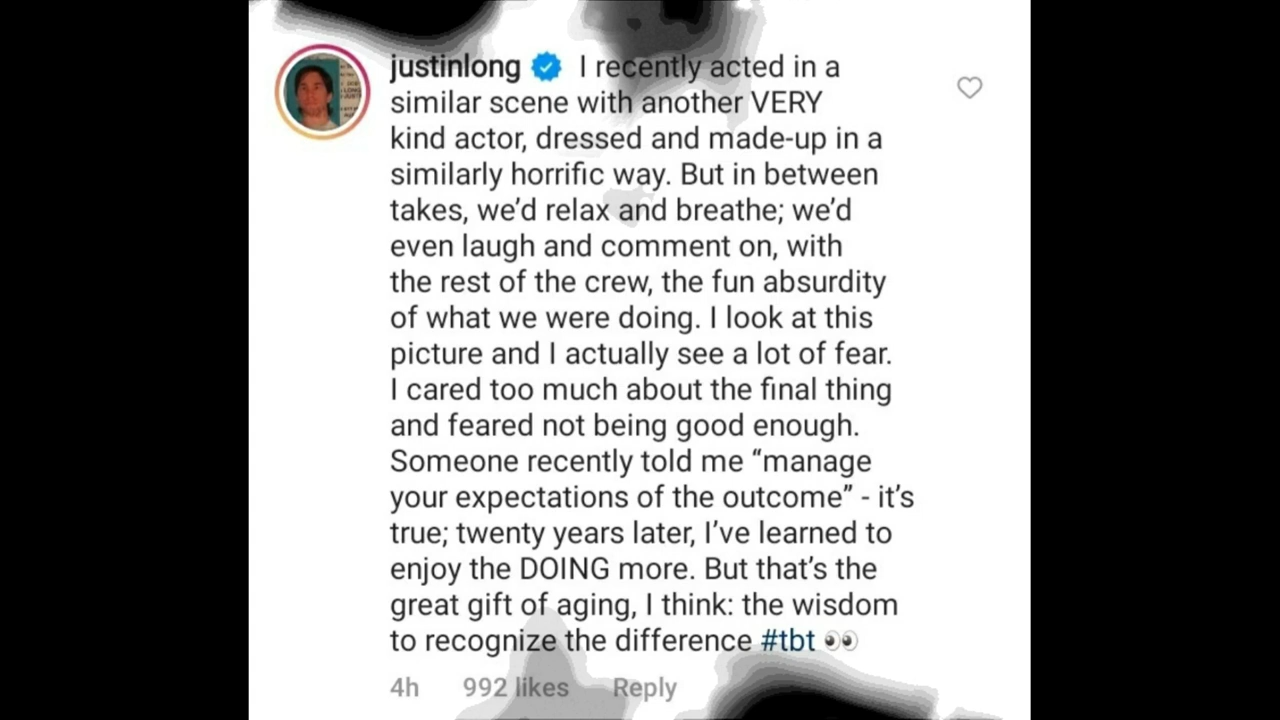 justinlong I recently acted in a
similar scene with another VERY
kind actor, dressed and made-up in a
similarly horrific way. But in between
takes, we’d relax and breathe; we’d
even laugh and comment on, with
the rest of the crew, the fun absurdity
of what we were doing. I look at this
picture and I actually see a lot of fear.
I cared too much about the final thing
and feared not being good enough.
Someone recently told me “manage
your expectations of the outcome” - it’s
true; twenty years later, I’ve learned to
enjoy the DOING more. But that’s the
great gift of aging, I think: the wisdom
to recognize the difference #tbt 👀
4h 992 likes Reply